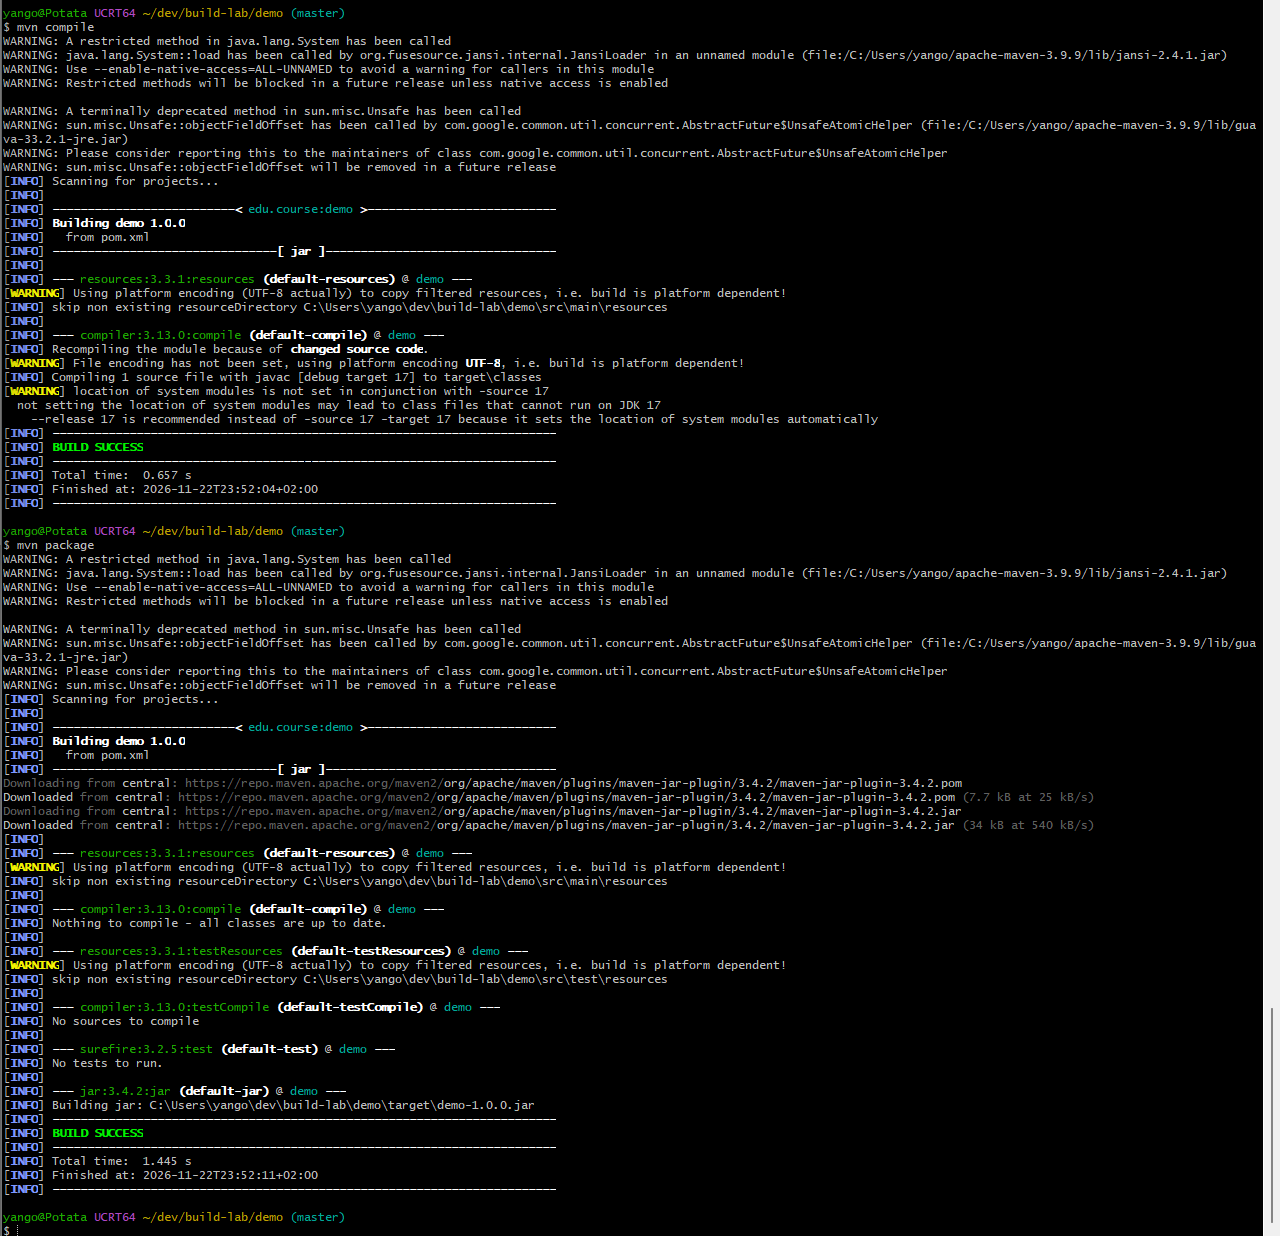 yango@Potata UCRT64 ~/dev/build-lab/demo (master)
$ mvn compile
WARNING: A restricted method in java.lang.System has been called
WARNING: java.lang.System::load has been called by org.fusesource.jansi.internal.JansiLoader in an unnamed module (file:/C:/Users/yango/apache-maven-3.9.9/lib/jansi-2.4.1.jar)
WARNING: Use --enable-native-access=ALL-UNNAMED to avoid a warning for callers in this module
WARNING: Restricted methods will be blocked in a future release unless native access is enabled

WARNING: A terminally deprecated method in sun.misc.Unsafe has been called
WARNING: sun.misc.Unsafe::objectFieldOffset has been called by com.google.common.util.concurrent.AbstractFuture$UnsafeAtomicHelper (file:/C:/Users/yango/apache-maven-3.9.9/lib/gua
va-33.2.1-jre.jar)
WARNING: Please consider reporting this to the maintainers of class com.google.common.util.concurrent.AbstractFuture$UnsafeAtomicHelper
WARNING: sun.misc.Unsafe::objectFieldOffset will be removed in a future release
[INFO] Scanning for projects...
[INFO]
[INFO] --------------------------< edu.course:demo >---------------------------
[INFO] Building demo 1.0.0
[INFO]   from pom.xml
[INFO] --------------------------------[ jar ]---------------------------------
[INFO]
[INFO] --- resources:3.3.1:resources (default-resources) @ demo ---
[WARNING] Using platform encoding (UTF-8 actually) to copy filtered resources, i.e. build is platform dependent!
[INFO] skip non existing resourceDirectory C:\Users\yango\dev\build-lab\demo\src\main\resources
[INFO]
[INFO] --- compiler:3.13.0:compile (default-compile) @ demo ---
[INFO] Recompiling the module because of changed source code.
[WARNING] File encoding has not been set, using platform encoding UTF-8, i.e. build is platform dependent!
[INFO] Compiling 1 source file with javac [debug target 17] to target\classes
[WARNING] location of system modules is not set in conjunction with -source 17
  not setting the location of system modules may lead to class files that cannot run on JDK 17
    --release 17 is recommended instead of -source 17 -target 17 because it sets the location of system modules automatically
[INFO] ------------------------------------------------------------------------
[INFO] BUILD SUCCESS
[INFO] ------------------------------------------------------------------------
[INFO] Total time:  0.657 s
[INFO] Finished at: 2026-11-22T23:52:04+02:00
[INFO] ------------------------------------------------------------------------

yango@Potata UCRT64 ~/dev/build-lab/demo (master)
$ mvn package
WARNING: A restricted method in java.lang.System has been called
WARNING: java.lang.System::load has been called by org.fusesource.jansi.internal.JansiLoader in an unnamed module (file:/C:/Users/yango/apache-maven-3.9.9/lib/jansi-2.4.1.jar)
WARNING: Use --enable-native-access=ALL-UNNAMED to avoid a warning for callers in this module
WARNING: Restricted methods will be blocked in a future release unless native access is enabled

WARNING: A terminally deprecated method in sun.misc.Unsafe has been called
WARNING: sun.misc.Unsafe::objectFieldOffset has been called by com.google.common.util.concurrent.AbstractFuture$UnsafeAtomicHelper (file:/C:/Users/yango/apache-maven-3.9.9/lib/gua
va-33.2.1-jre.jar)
WARNING: Please consider reporting this to the maintainers of class com.google.common.util.concurrent.AbstractFuture$UnsafeAtomicHelper
WARNING: sun.misc.Unsafe::objectFieldOffset will be removed in a future release
[INFO] Scanning for projects...
[INFO]
[INFO] --------------------------< edu.course:demo >---------------------------
[INFO] Building demo 1.0.0
[INFO]   from pom.xml
[INFO] --------------------------------[ jar ]---------------------------------
Downloading from central: https://repo.maven.apache.org/maven2/org/apache/maven/plugins/maven-jar-plugin/3.4.2/maven-jar-plugin-3.4.2.pom
Downloaded from central: https://repo.maven.apache.org/maven2/org/apache/maven/plugins/maven-jar-plugin/3.4.2/maven-jar-plugin-3.4.2.pom (7.7 kB at 25 kB/s)
Downloading from central: https://repo.maven.apache.org/maven2/org/apache/maven/plugins/maven-jar-plugin/3.4.2/maven-jar-plugin-3.4.2.jar
Downloaded from central: https://repo.maven.apache.org/maven2/org/apache/maven/plugins/maven-jar-plugin/3.4.2/maven-jar-plugin-3.4.2.jar (34 kB at 540 kB/s)
[INFO]
[INFO] --- resources:3.3.1:resources (default-resources) @ demo ---
[WARNING] Using platform encoding (UTF-8 actually) to copy filtered resources, i.e. build is platform dependent!
[INFO] skip non existing resourceDirectory C:\Users\yango\dev\build-lab\demo\src\main\resources
[INFO]
[INFO] --- compiler:3.13.0:compile (default-compile) @ demo ---
[INFO] Nothing to compile - all classes are up to date.
[INFO]
[INFO] --- resources:3.3.1:testResources (default-testResources) @ demo ---
[WARNING] Using platform encoding (UTF-8 actually) to copy filtered resources, i.e. build is platform dependent!
[INFO] skip non existing resourceDirectory C:\Users\yango\dev\build-lab\demo\src\test\resources
[INFO]
[INFO] --- compiler:3.13.0:testCompile (default-testCompile) @ demo ---
[INFO] No sources to compile
[INFO]
[INFO] --- surefire:3.2.5:test (default-test) @ demo ---
[INFO] No tests to run.
[INFO]
[INFO] --- jar:3.4.2:jar (default-jar) @ demo ---
[INFO] Building jar: C:\Users\yango\dev\build-lab\demo\target\demo-1.0.0.jar
[INFO] ------------------------------------------------------------------------
[INFO] BUILD SUCCESS
[INFO] ------------------------------------------------------------------------
[INFO] Total time:  1.445 s
[INFO] Finished at: 2026-11-22T23:52:11+02:00
[INFO] ------------------------------------------------------------------------

yango@Potata UCRT64 ~/dev/build-lab/demo (master)
$